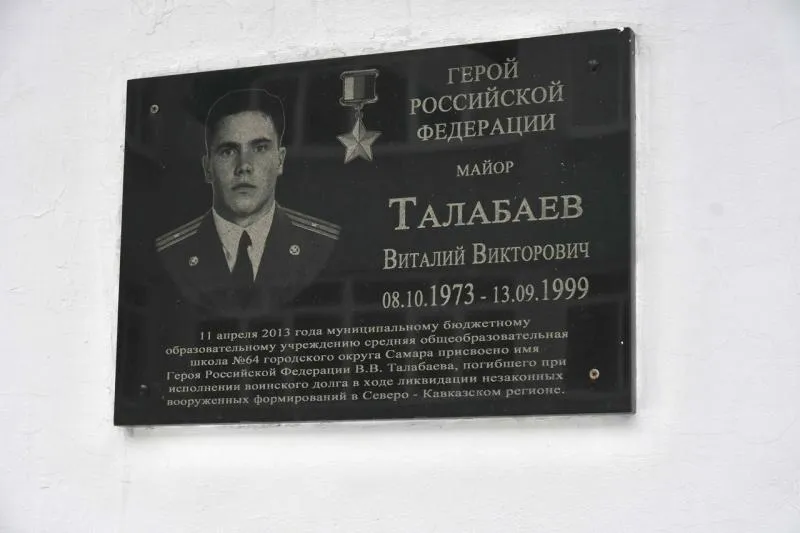 ГЕРОЙ
РОССИЙСКОЙ
ФЕДЕРАЦИИ
МАЙОР
ТАЛАБАЕВ
ВИТАЛИЙ ВИКТОРОВИЧ
08.10.1973 - 13.09.1999
11 апреля 2013 года муниципальному бюджетному
образовательному учреждению средняя общеобразовательная
школа №64 городского округа Самара присвоено имя
Героя Российской Федерации В.В. Талабаева, погибшего при
исполнении воинского долга в ходе ликвидации незаконных
вооруженных формирований в Северо - Кавказском регионе.